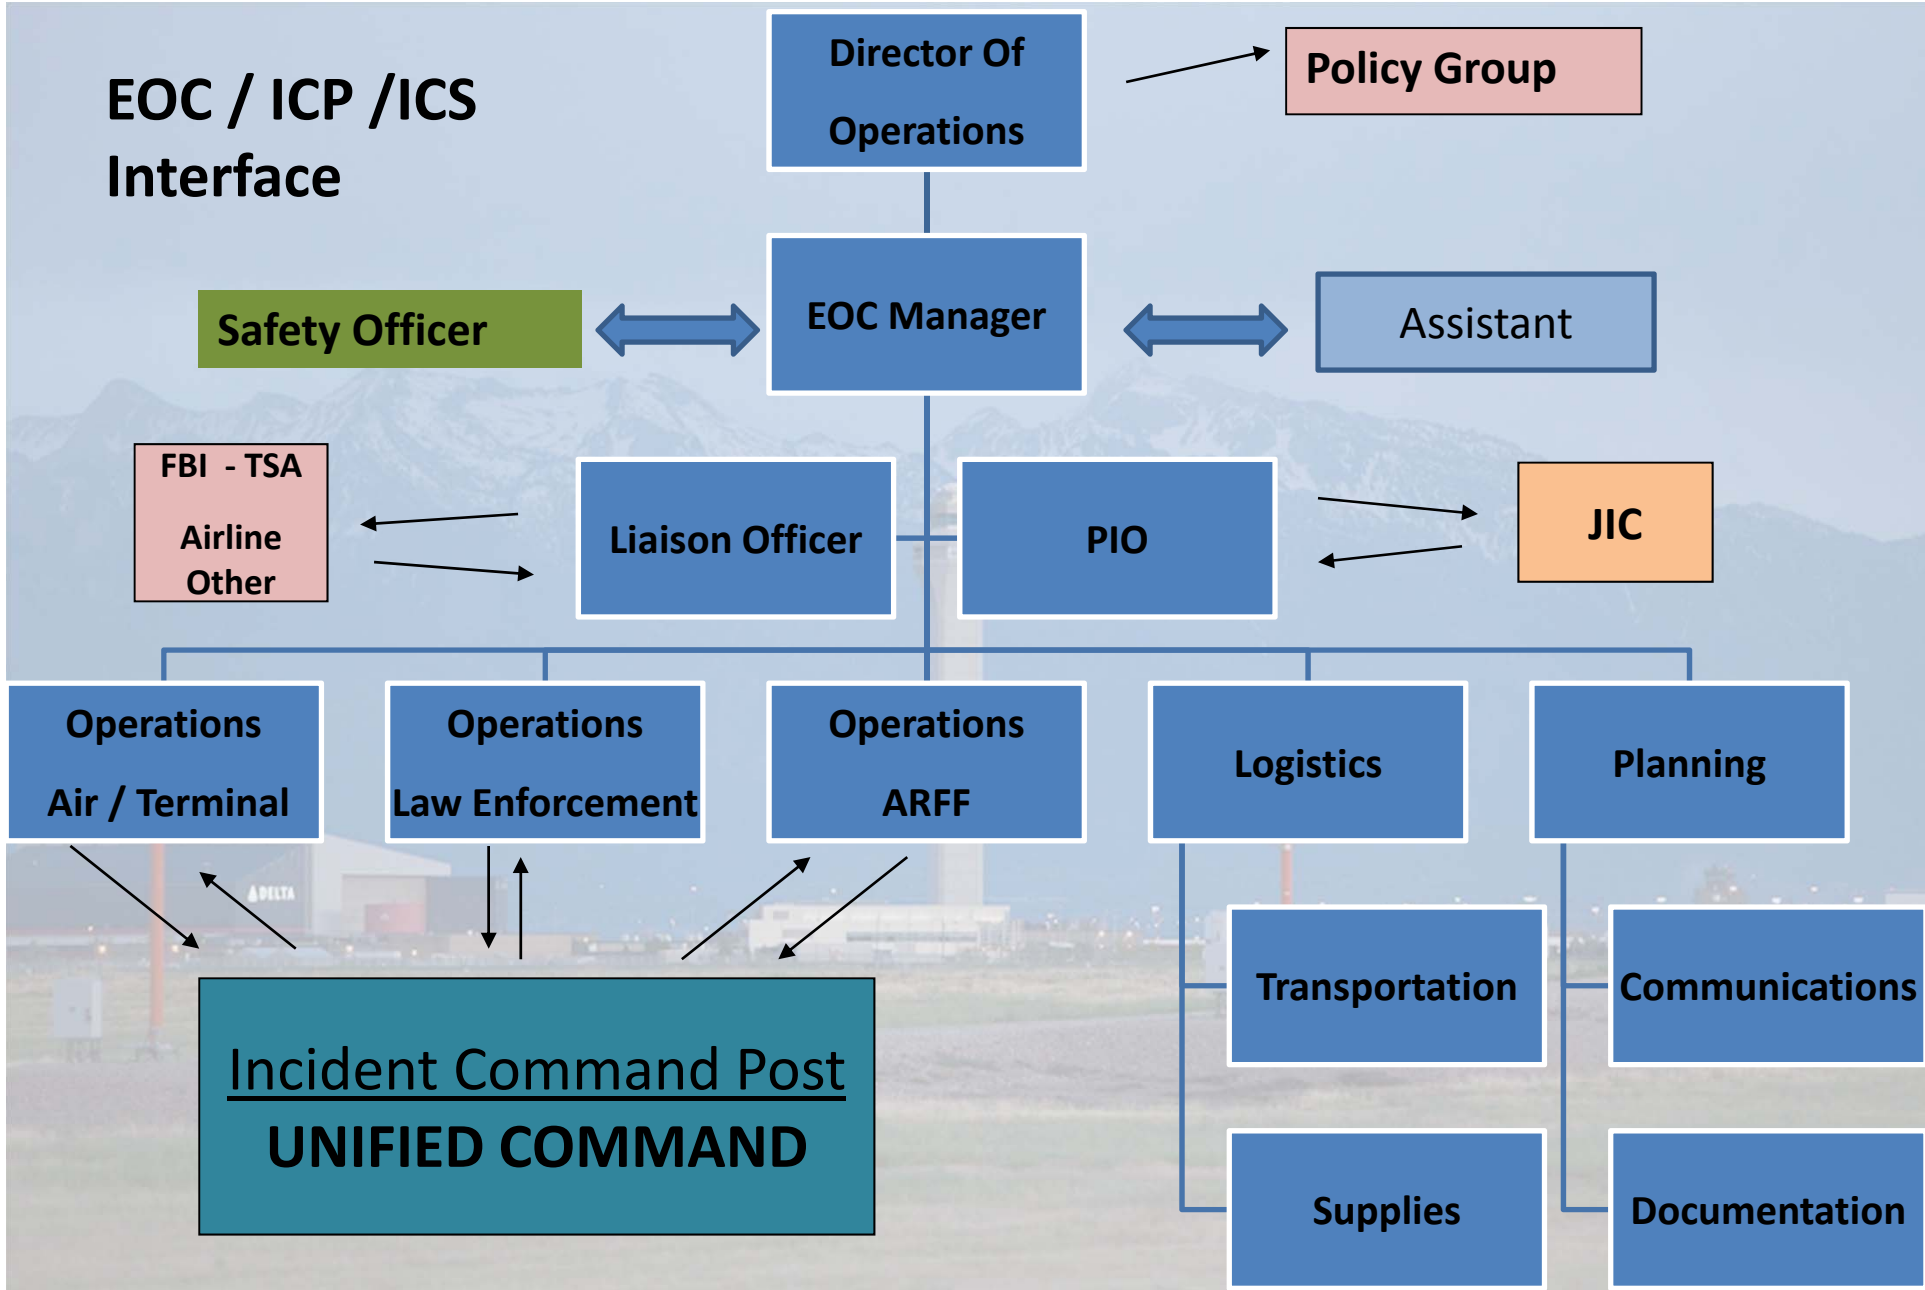 EOC / ICP /ICS
Interface
Director Of
Operations
Policy Group
Safety Officer
EOC Manager
Assistant
FBI  - TSA
Airline
Other
Liaison Officer
PIO
JIC
Operations
Air / Terminal
Operations
Law Enforcement
Operations
ARFF
Logistics
Planning
DELTA
Transportation
Communications
Incident Command Post
UNIFIED COMMAND
Supplies
Documentation